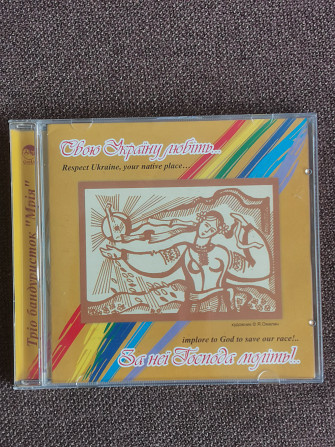 Свою Україну любіть...
Respect Ukraine, your native place…
implore to God to save our race!..
За неї Господа моліть!..
Тріо бандуристок "Мрія"